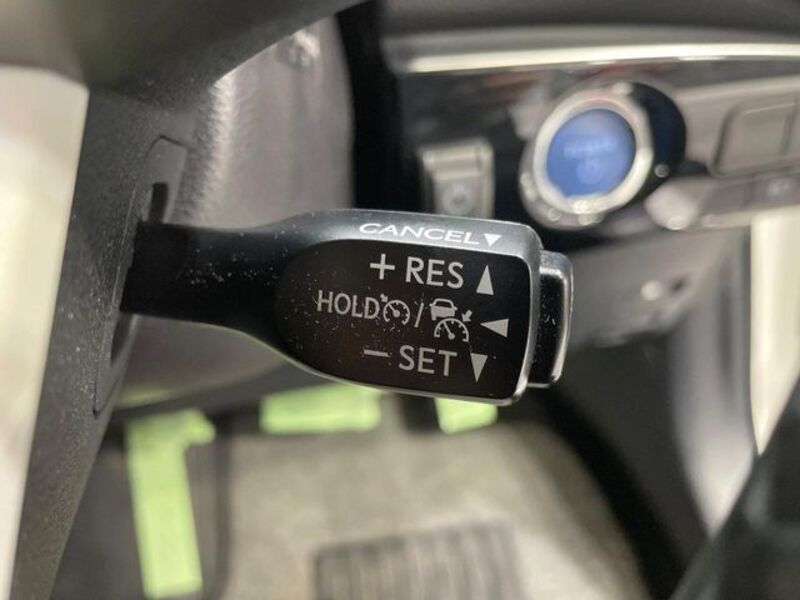 CANCEL▼
+ RES ▲
HOLD / ◀
− SET ▼